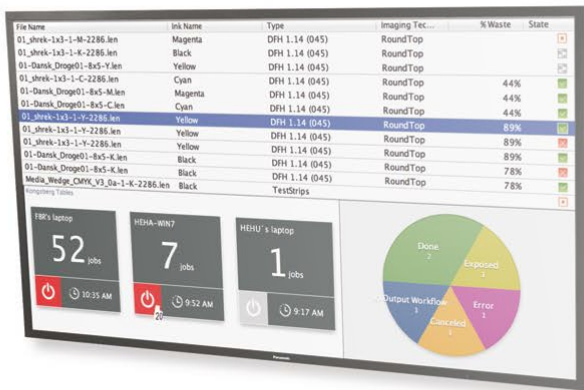 File Name Ink Name Type Imaging Tec... % Waste State
01_shrek-1x3-1-M-2286.len Magenta DFH 1.14 (045) RoundTop
01_shrek-1x3-1-K-2286.len Black DFH 1.14 (045) RoundTop
01-Dansk_Droge01-8x5-Y.len Yellow DFH 1.14 (045) RoundTop
01_shrek-1x3-1-C-2286.len Cyan DFH 1.14 (045) RoundTop 44%
01-Dansk_Droge01-8x5-M.len Magenta DFH 1.14 (045) RoundTop 44%
01-Dansk_Droge01-8x5-C.len Cyan DFH 1.14 (045) RoundTop 44%
01_shrek-1x3-1-Y-2286.len Yellow DFH 1.14 (045) RoundTop 89%
01_shrek-1x3-1-Y-2286.len Yellow DFH 1.14 (045) RoundTop 89%
01_shrek-1x3-1-Y-2286.len Yellow DFH 1.14 (045) RoundTop 89%
01-Dansk_Droge01-8x5-K.len Black DFH 1.14 (045) RoundTop 78%
01-Dansk_Droge01-8x5-K.len Black DFH 1.14 (045) RoundTop 78%
Media_Wedge_CMYK_V3_0a-1-K-2286.len Black TestStrips
Kongsberg Tables
FBR's laptop
52 jobs
10:35 AM
HEHA-WIN7
7 jobs
9:52 AM
20
HEHU´s laptop
1 jobs
9:17 AM
Done
2
Exposed
1
Output Workflow
1
Error
1
Canceled
1
Panasonic